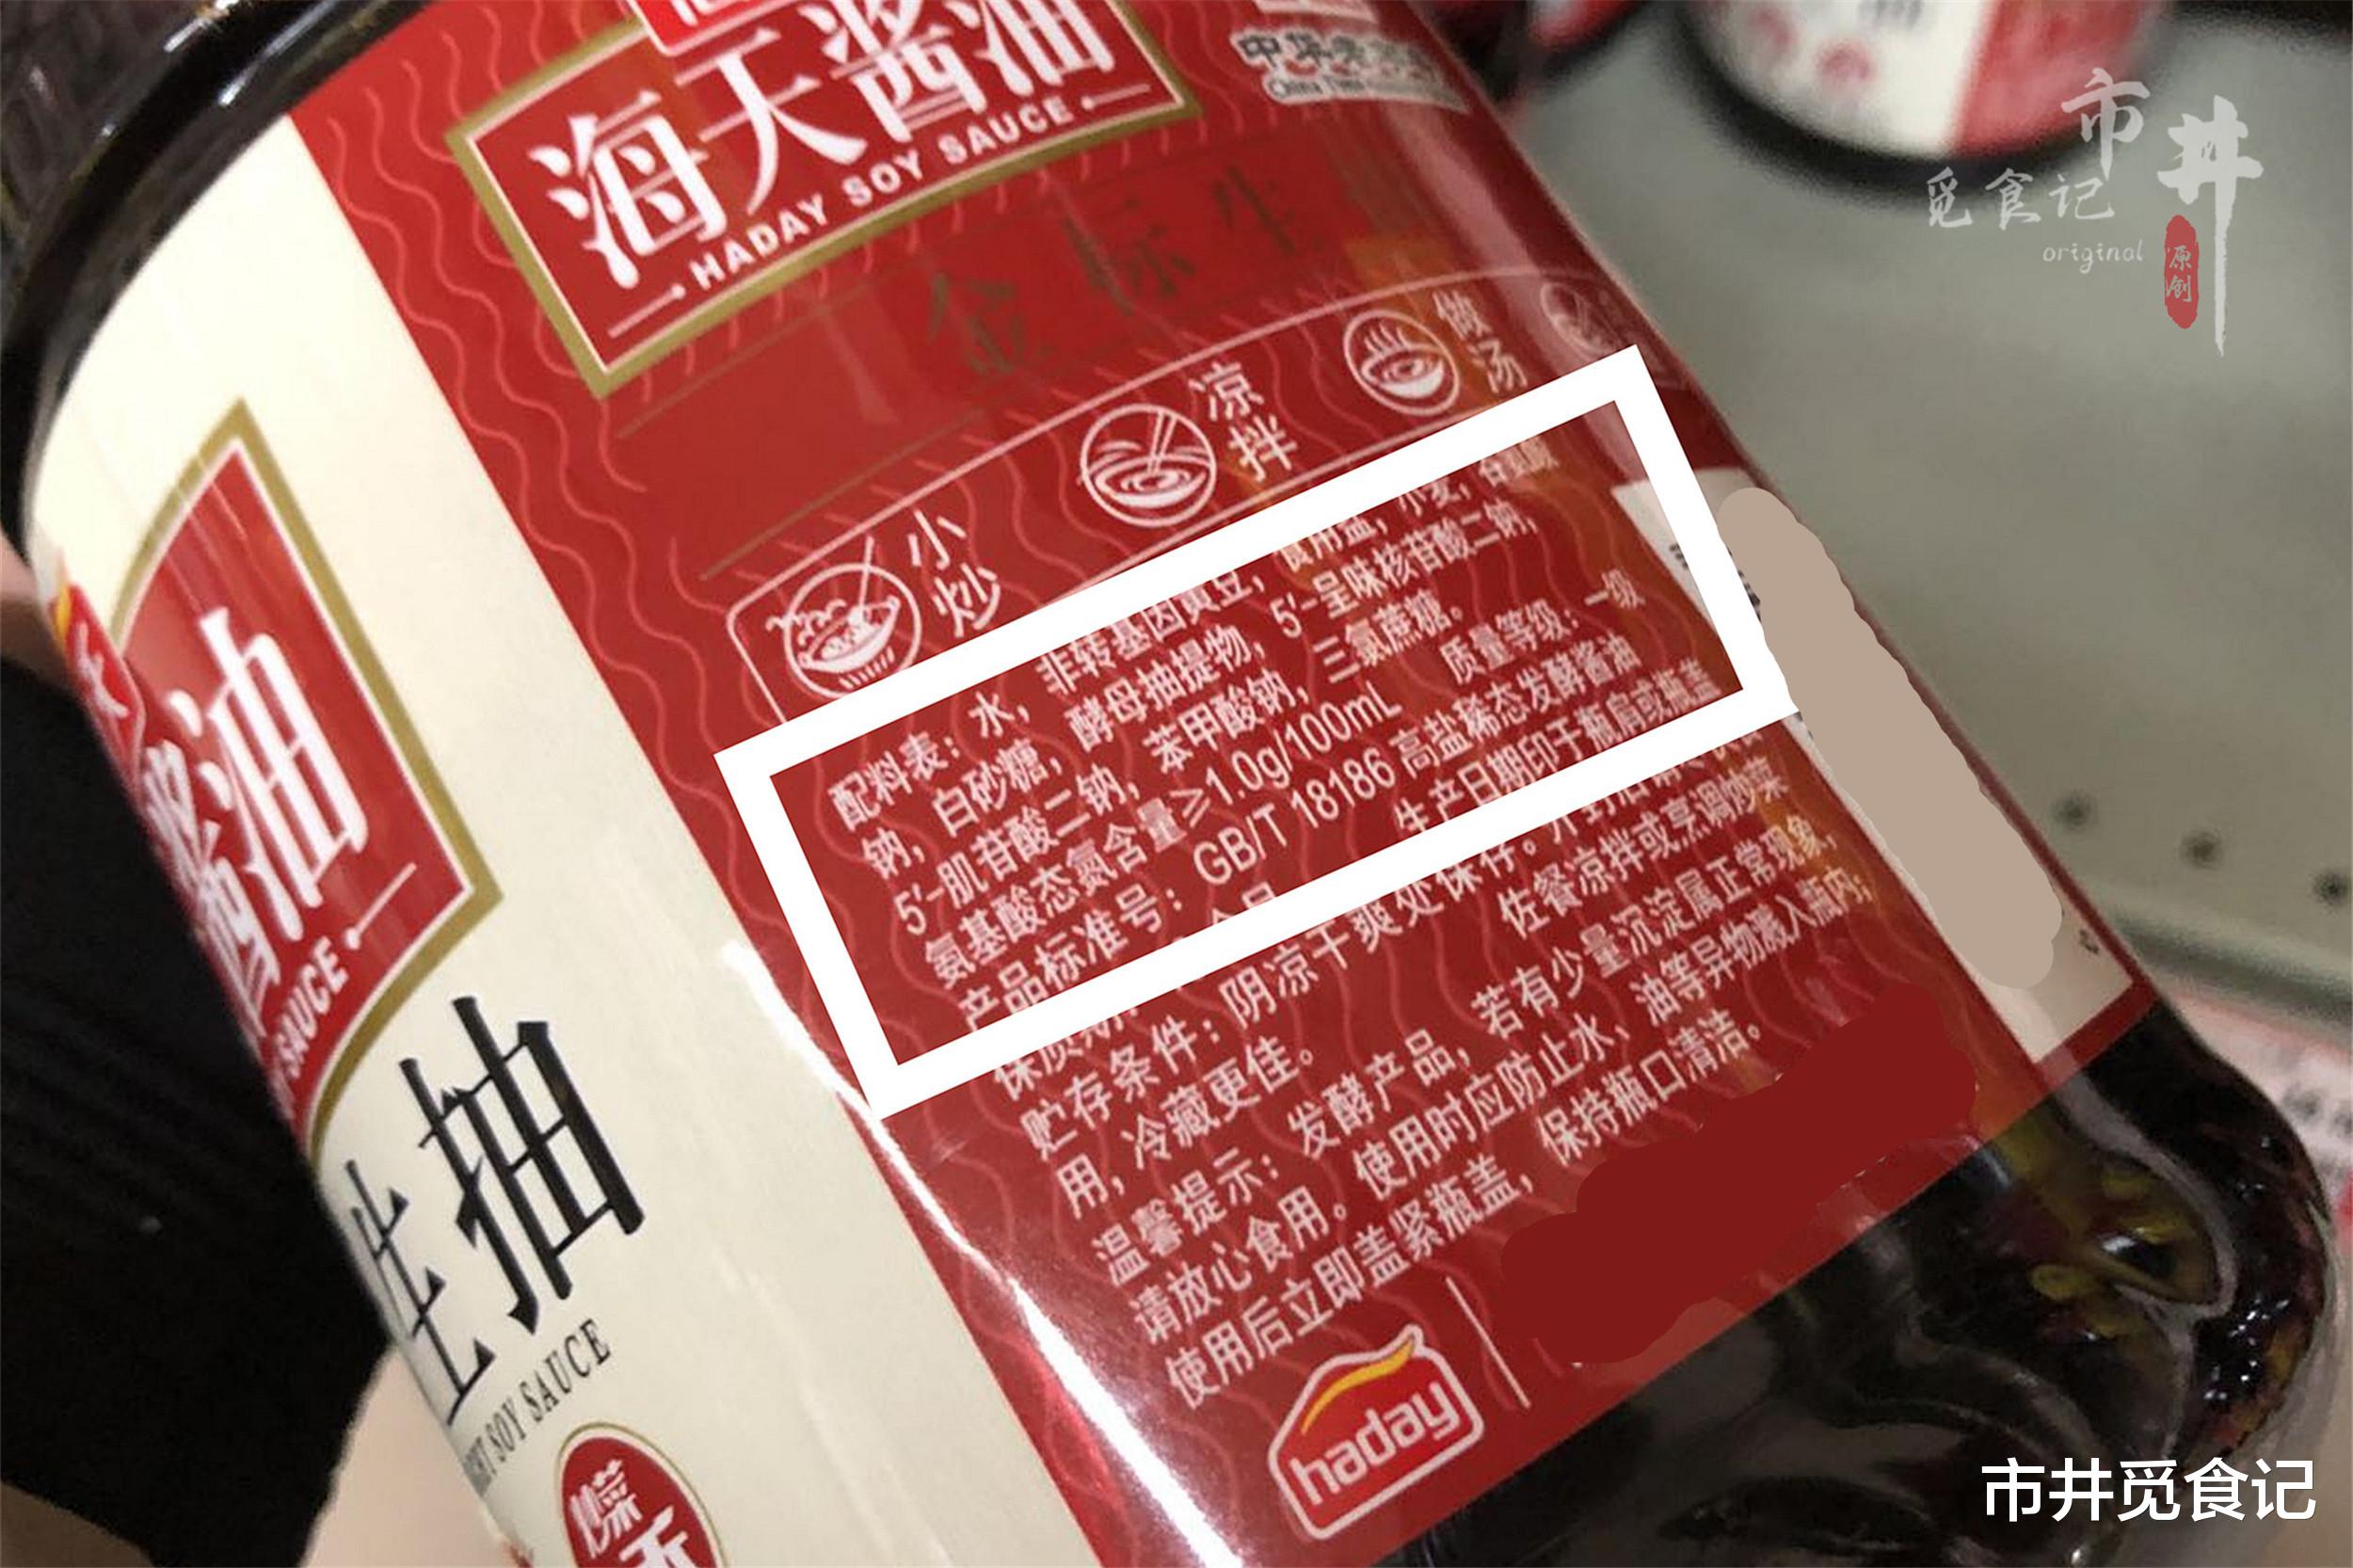 海天酱油
HADAY SOY SAUCE
中华
市井
觅食记
original
原创
金标生
小炒
凉拌
做汤
配料表：水，非转基因黄豆，食用盐，小麦，谷氨酸
钠，白砂糖，酵母抽提物，5'-呈味核苷酸二钠，
5'-肌苷酸二钠，苯甲酸钠，三氯蔗糖。
氨基酸态氮含量≥1.0g/100mL 质量等级：一级
产品标准号：GB/T 18186 高盐稀态发酵酱油
生产日期印于瓶肩或瓶盖
佐餐凉拌或烹调炒菜
贮存条件：阴凉干爽处保存。
用，冷藏更佳。
温馨提示：发酵产品，若有少量沉淀属正常现象，
请放心食用。使用时应防止水、油等异物溅入瓶内；
使用后立即盖紧瓶盖，保持瓶口清洁。
haday
酱油
SAUCE
生抽
SOY SAUCE
市井觅食记